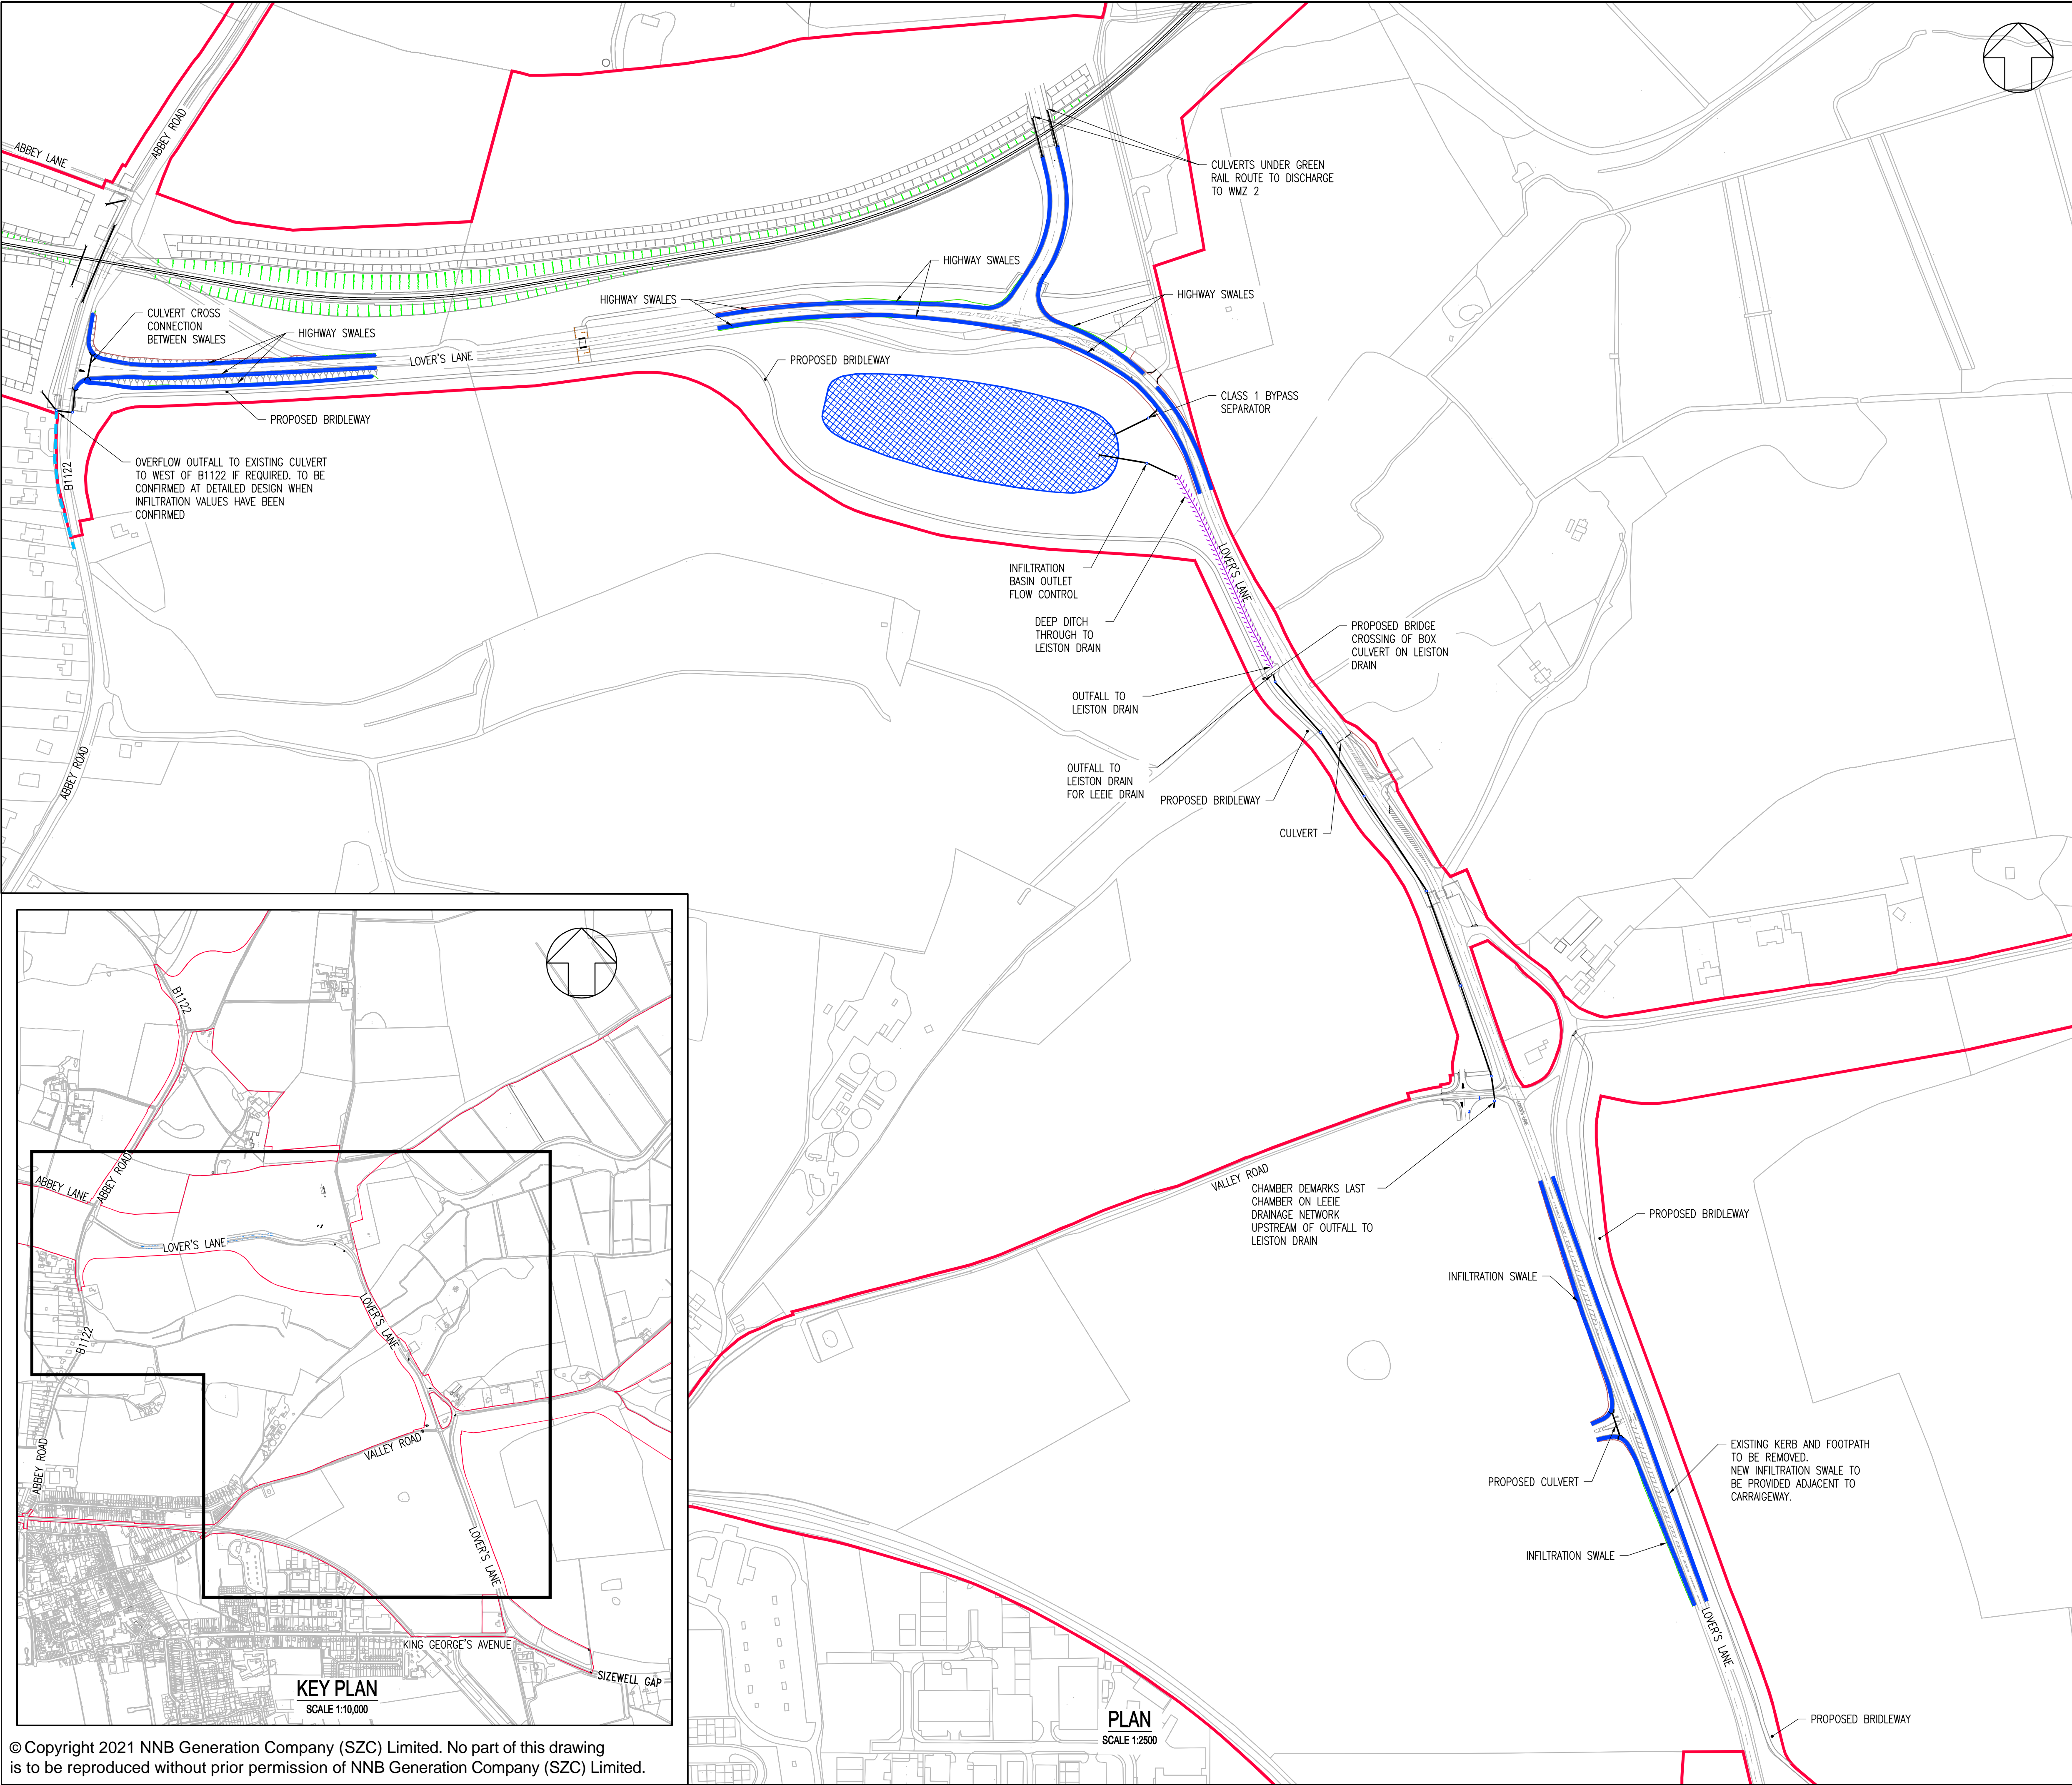 ABBEY LANE
ABBEY ROAD
CULVERTS UNDER GREEN
RAIL ROUTE TO DISCHARGE
TO WMZ 2
HIGHWAY SWALES
HIGHWAY SWALES
HIGHWAY SWALES
CULVERT CROSS
CONNECTION
BETWEEN SWALES
HIGHWAY SWALES
LOVER'S LANE
PROPOSED BRIDLEWAY
CLASS 1 BYPASS
SEPARATOR
PROPOSED BRIDLEWAY
OVERFLOW OUTFALL TO EXISTING CULVERT
TO WEST OF B1122 IF REQUIRED. TO BE
CONFIRMED AT DETAILED DESIGN WHEN
INFILTRATION VALUES HAVE BEEN
CONFIRMED
B1122
LOVER'S LANE
INFILTRATION
BASIN OUTLET
FLOW CONTROL
DEEP DITCH
THROUGH TO
LEISTON DRAIN
PROPOSED BRIDGE
CROSSING OF BOX
CULVERT ON LEISTON
DRAIN
OUTFALL TO
LEISTON DRAIN
ABBEY ROAD
OUTFALL TO
LEISTON DRAIN
FOR LEEIE DRAIN
PROPOSED BRIDLEWAY
CULVERT
LOVER'S LANE
VALLEY ROAD
CHAMBER DEMARKS LAST
CHAMBER ON LEEIE
DRAINAGE NETWORK
UPSTREAM OF OUTFALL TO
LEISTON DRAIN
PROPOSED BRIDLEWAY
INFILTRATION SWALE
EXISTING KERB AND FOOTPATH
TO BE REMOVED.
NEW INFILTRATION SWALE TO
BE PROVIDED ADJACENT TO
CARRAIGEWAY.
PROPOSED CULVERT
INFILTRATION SWALE
LOVER'S LANE
PROPOSED BRIDLEWAY
PLAN
SCALE 1:2500
B1122
ABBEY ROAD
ABBEY LANE
LOVER'S LANE
LOVER'S LANE
B1122
VALLEY ROAD
ABBEY ROAD
LOVER'S LANE
KING GEORGE'S AVENUE
SIZEWELL GAP
KEY PLAN
SCALE 1:10,000
© Copyright 2021 NNB Generation Company (SZC) Limited. No part of this drawing
is to be reproduced without prior permission of NNB Generation Company (SZC) Limited.